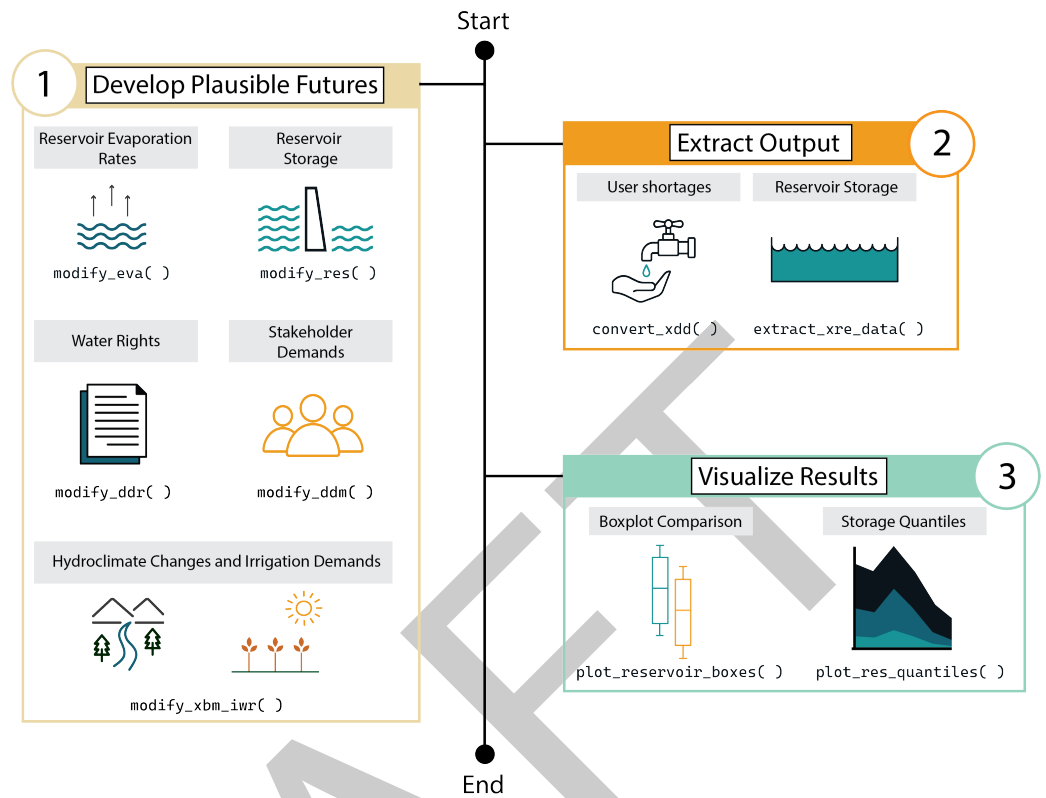 Start
1
Develop Plausible Futures
Reservoir Evaporation
Rates
modify_eva( )
Reservoir
Storage
modify_res( )
Water Rights
modify_ddr( )
Stakeholder
Demands
modify_ddm( )
Hydroclimate Changes and Irrigation Demands
modify_xbm_iwr( )
Extract Output
2
User shortages
convert_xdd( )
Reservoir Storage
extract_xre_data( )
Visualize Results
3
Boxplot Comparison
plot_reservoir_boxes( )
Storage Quantiles
plot_res_quantiles( )
End